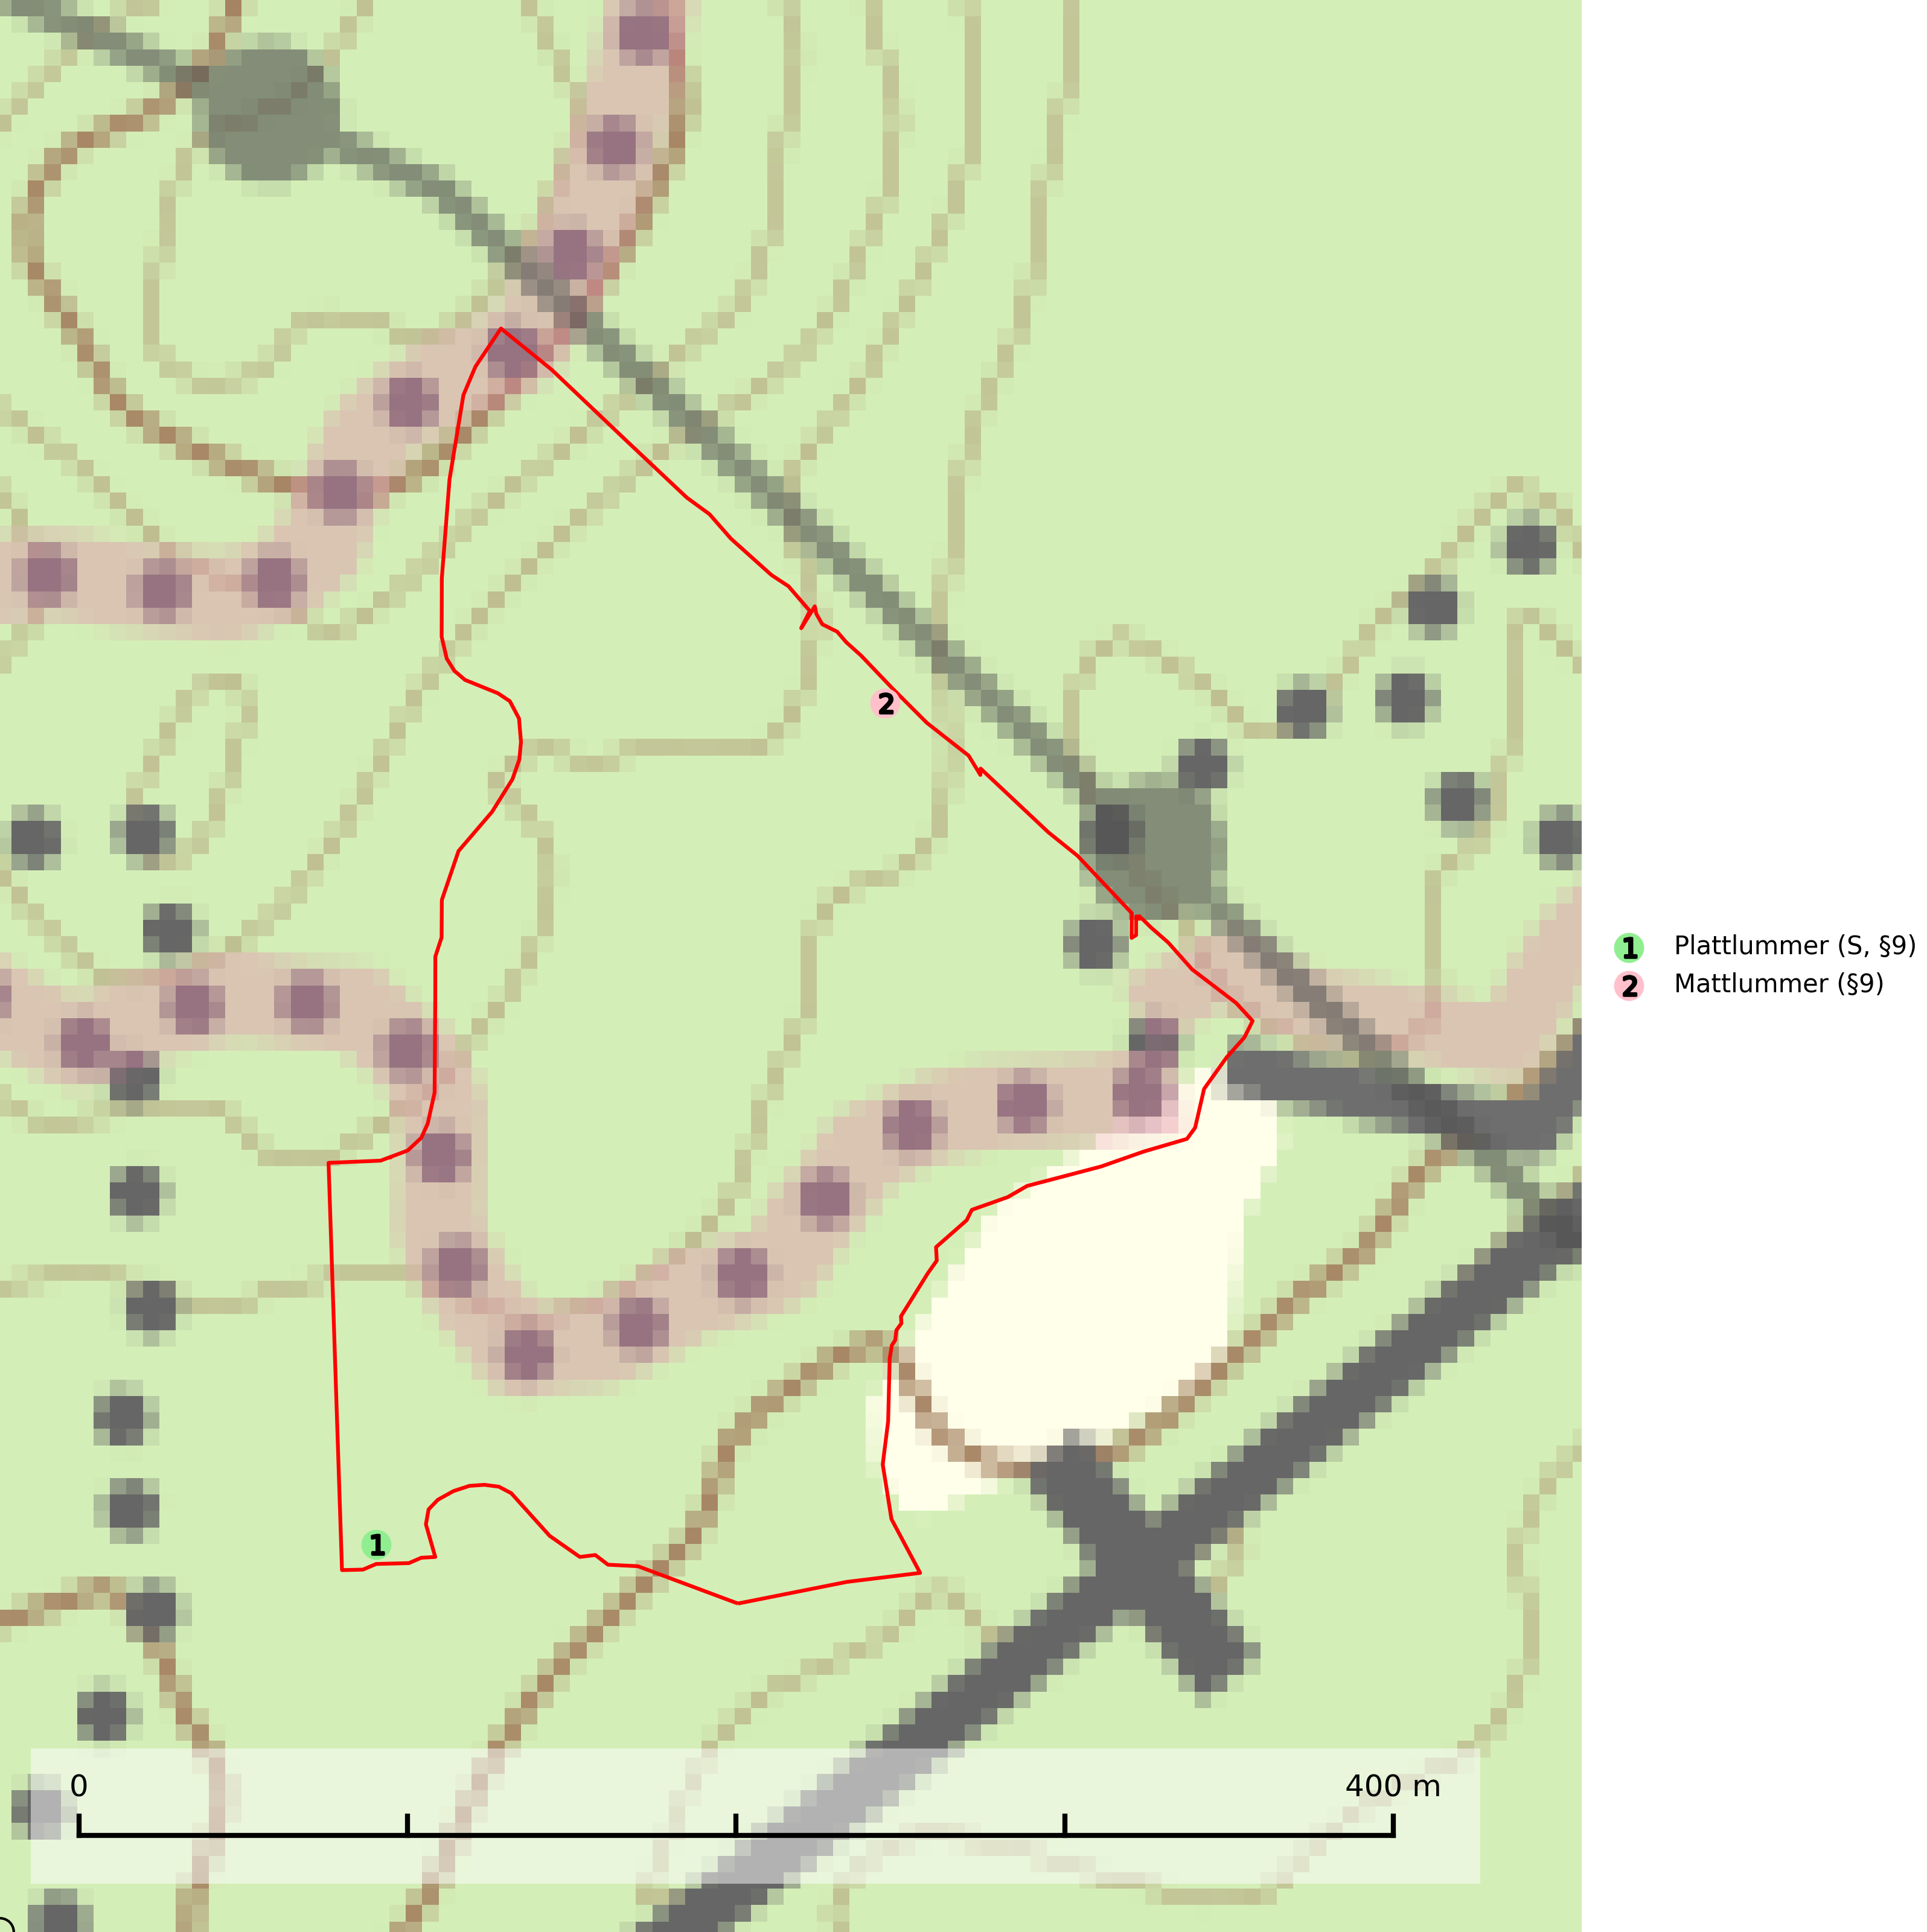 2
1
1 Plattlummer (S, §9)
2 Mattlummer (§9)
0 400 m